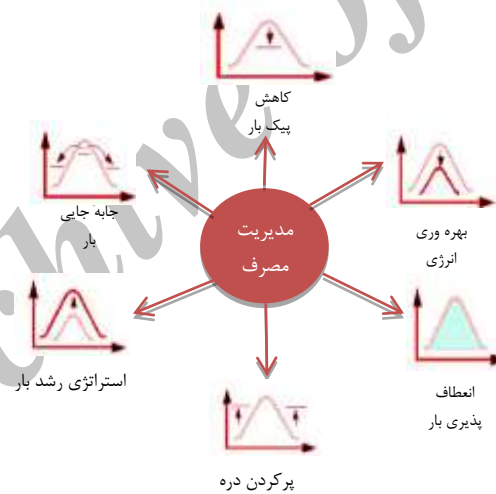 کاهش
پیک بار
جابه جایی
بار
بهره وری
انرژی
مدیریت
مصرف
استراتژی رشد بار
انعطاف
پذیری بار
پرکردن دره